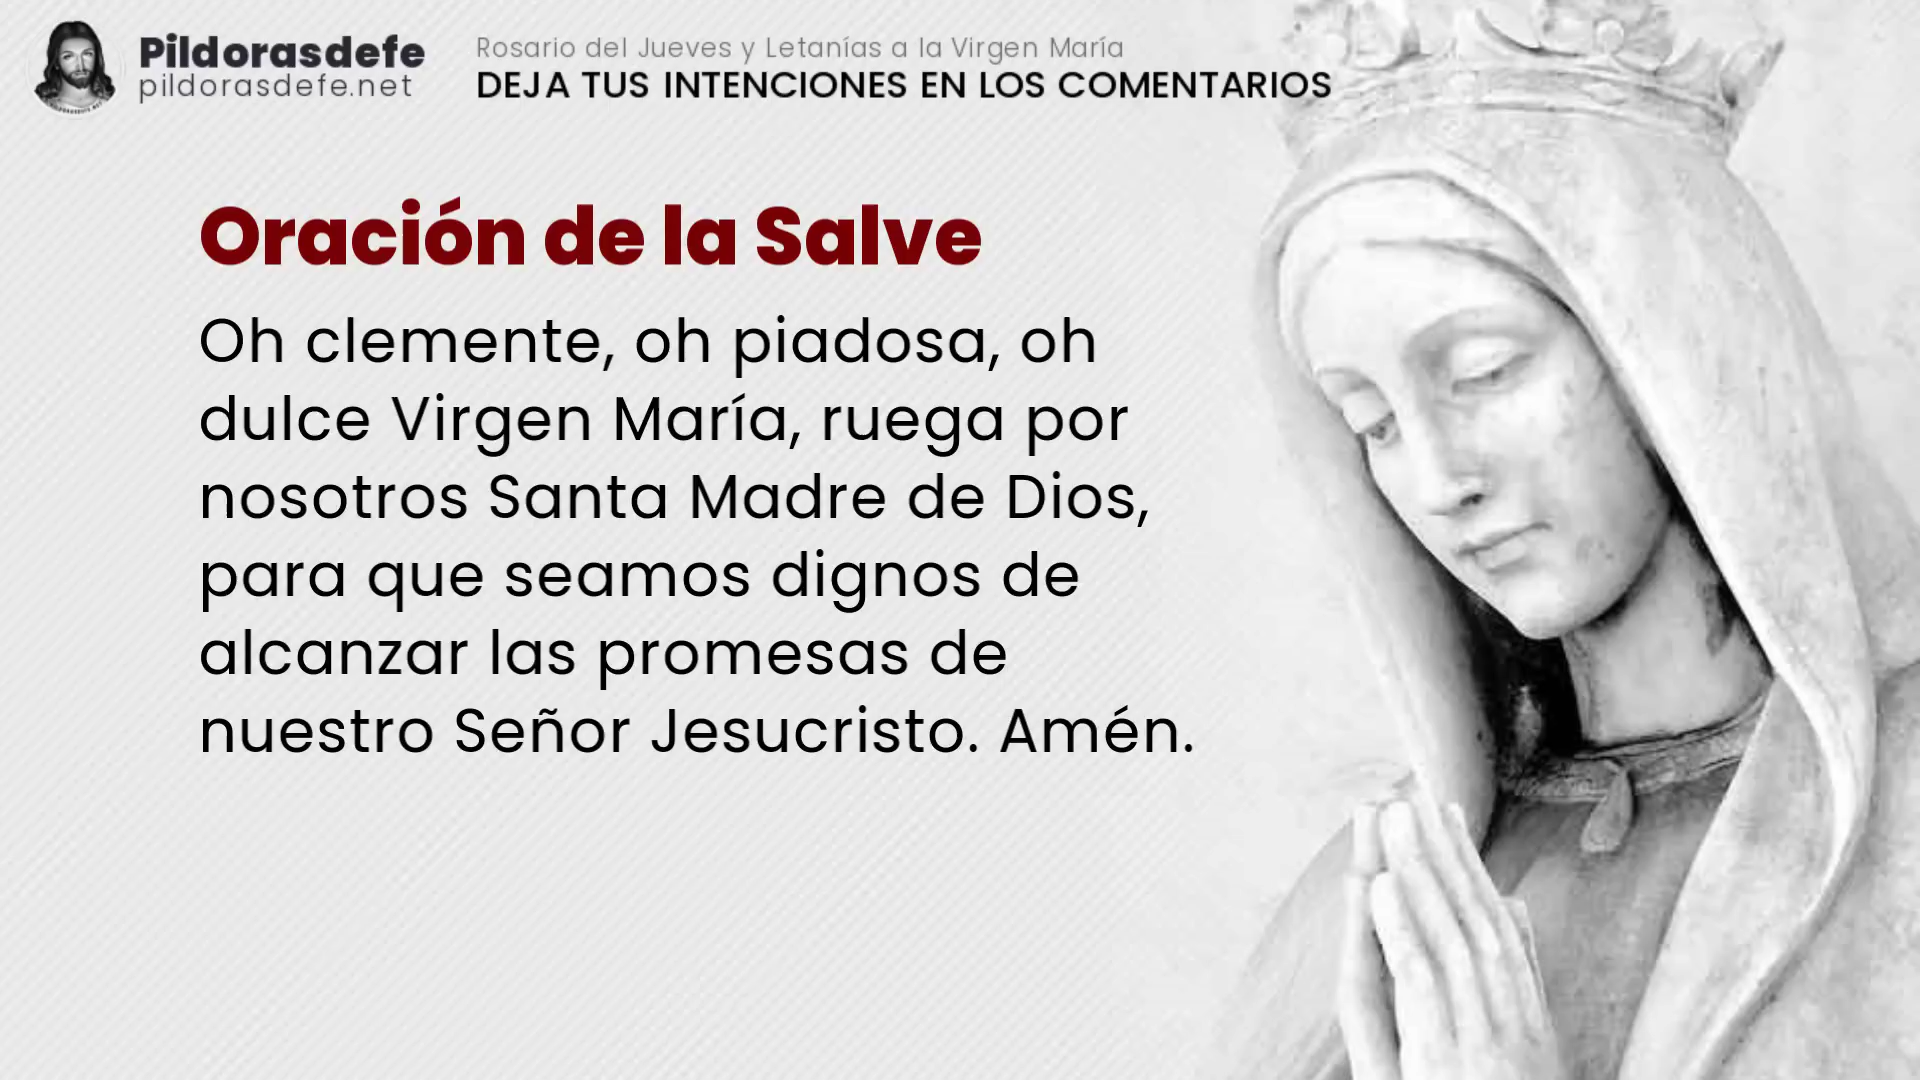 Pildorasdefe
pildorasdefe.net
Rosario del Jueves y Letanías a la Virgen María
DEJA TUS INTENCIONES EN LOS COMENTARIOS
Oración de la Salve
Oh clemente, oh piadosa, oh
dulce Virgen María, ruega por
nosotros Santa Madre de Dios,
para que seamos dignos de
alcanzar las promesas de
nuestro Señor Jesucristo. Amén.